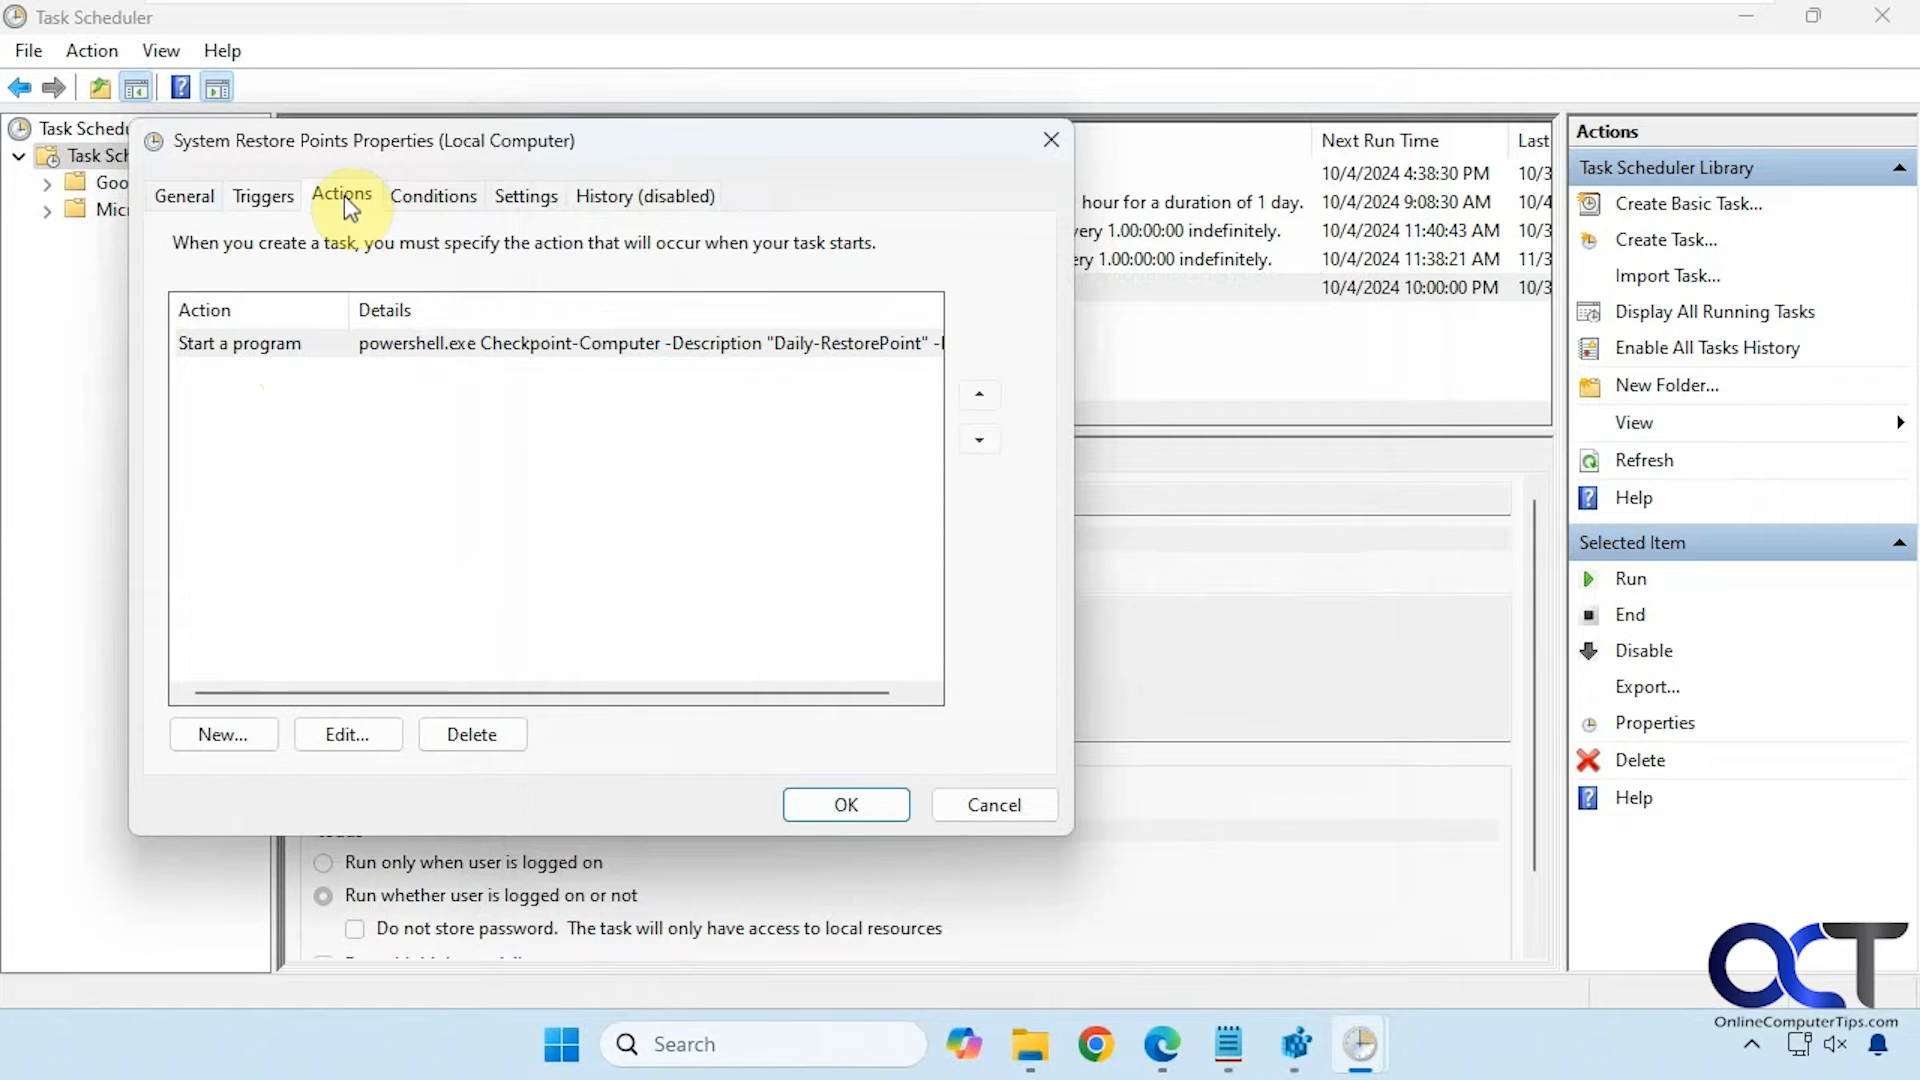 Task Scheduler
File Action View Help
Task Schedu
Task Sch
Goo
Micr
System Restore Points Properties (Local Computer)
General Triggers Actions Conditions Settings History (disabled)
When you create a task, you must specify the action that will occur when your task starts.
Action Details
Start a program powershell.exe Checkpoint-Computer -Description "Daily-RestorePoint" -
New... Edit... Delete
OK Cancel
Next Run Time Last
10/4/2024 4:38:30 PM 10/3
hour for a duration of 1 day. 10/4/2024 9:08:30 AM 10/4
ery 1.00:00:00 indefinitely. 10/4/2024 11:40:43 AM 10/3
ery 1.00:00:00 indefinitely. 10/4/2024 11:38:21 AM 11/3
10/4/2024 10:00:00 PM 10/3
Run only when user is logged on
Run whether user is logged on or not
Do not store password. The task will only have access to local resources
Actions
Task Scheduler Library
Create Basic Task...
Create Task...
Import Task...
Display All Running Tasks
Enable All Tasks History
New Folder...
View
Refresh
Help
Selected Item
Run
End
Disable
Export...
Properties
Delete
Help
OCT
OnlineComputerTips.com
Search